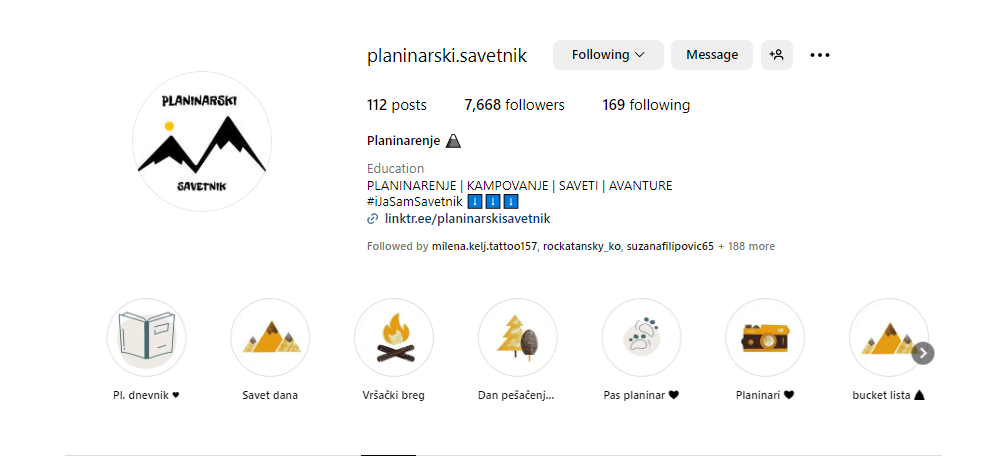 planinarski.savetnik
Following
Message
PLANINARSKI
SAVETNIK
112 posts
7,668 followers
169 following
Planinarenje
Education
PLANINARENJE | KAMPOVANJE | SAVETI | AVANTURE
#iJaSamSavetnik
linktr.ee/planinarskisavetnik
Followed by milena.kelj.tattoo157, rockatansky_ko, suzanafilipovic65 + 188 more
Pl. dnevnik
Savet dana
Vršački breg
Dan pešačenj...
Pas planinar
Planinari
bucket lista